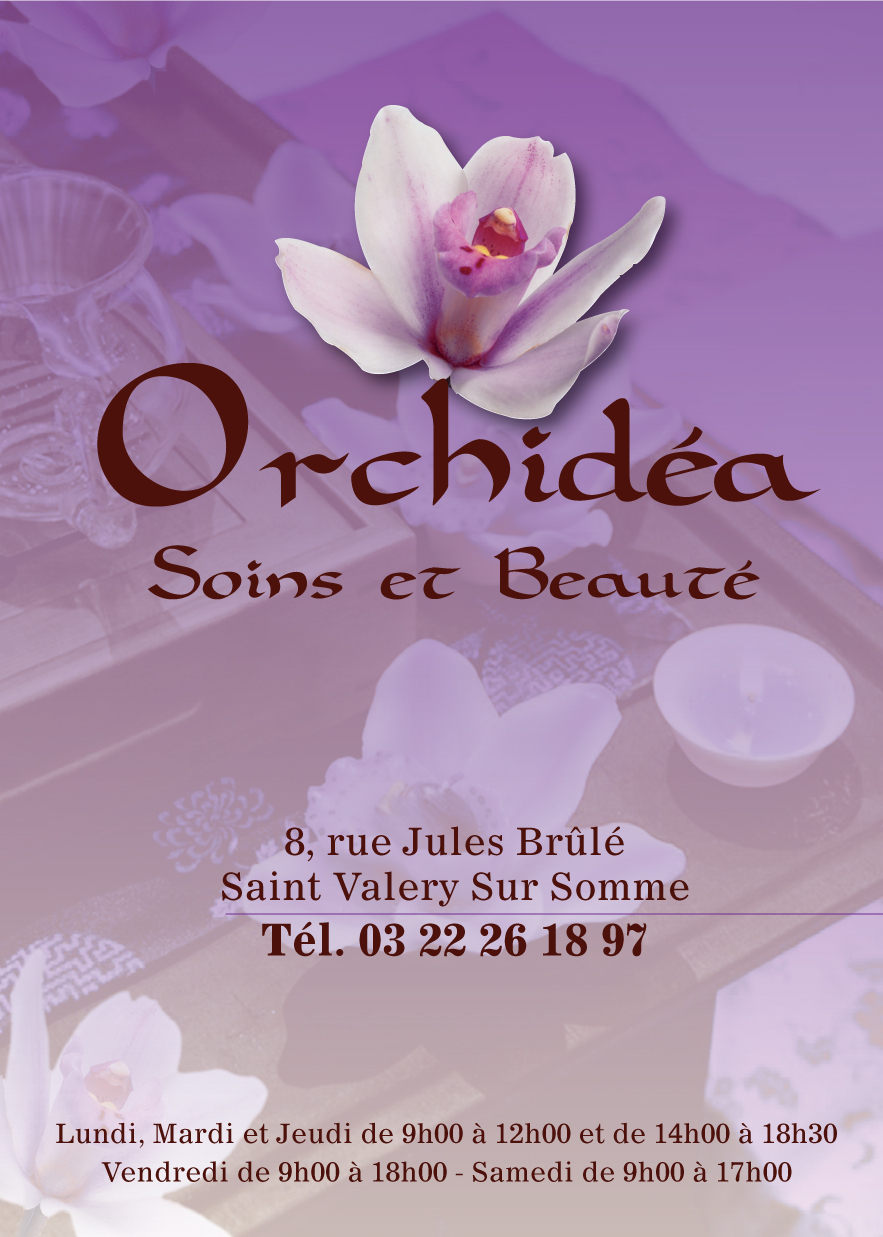 Orchidéa
Soins et Beauté
8, rue Jules Brûlé
Saint Valery Sur Somme
Tél. 03 22 26 18 97
Lundi, Mardi et Jeudi de 9h00 à 12h00 et de 14h00 à 18h30
Vendredi de 9h00 à 18h00 - Samedi de 9h00 à 17h00